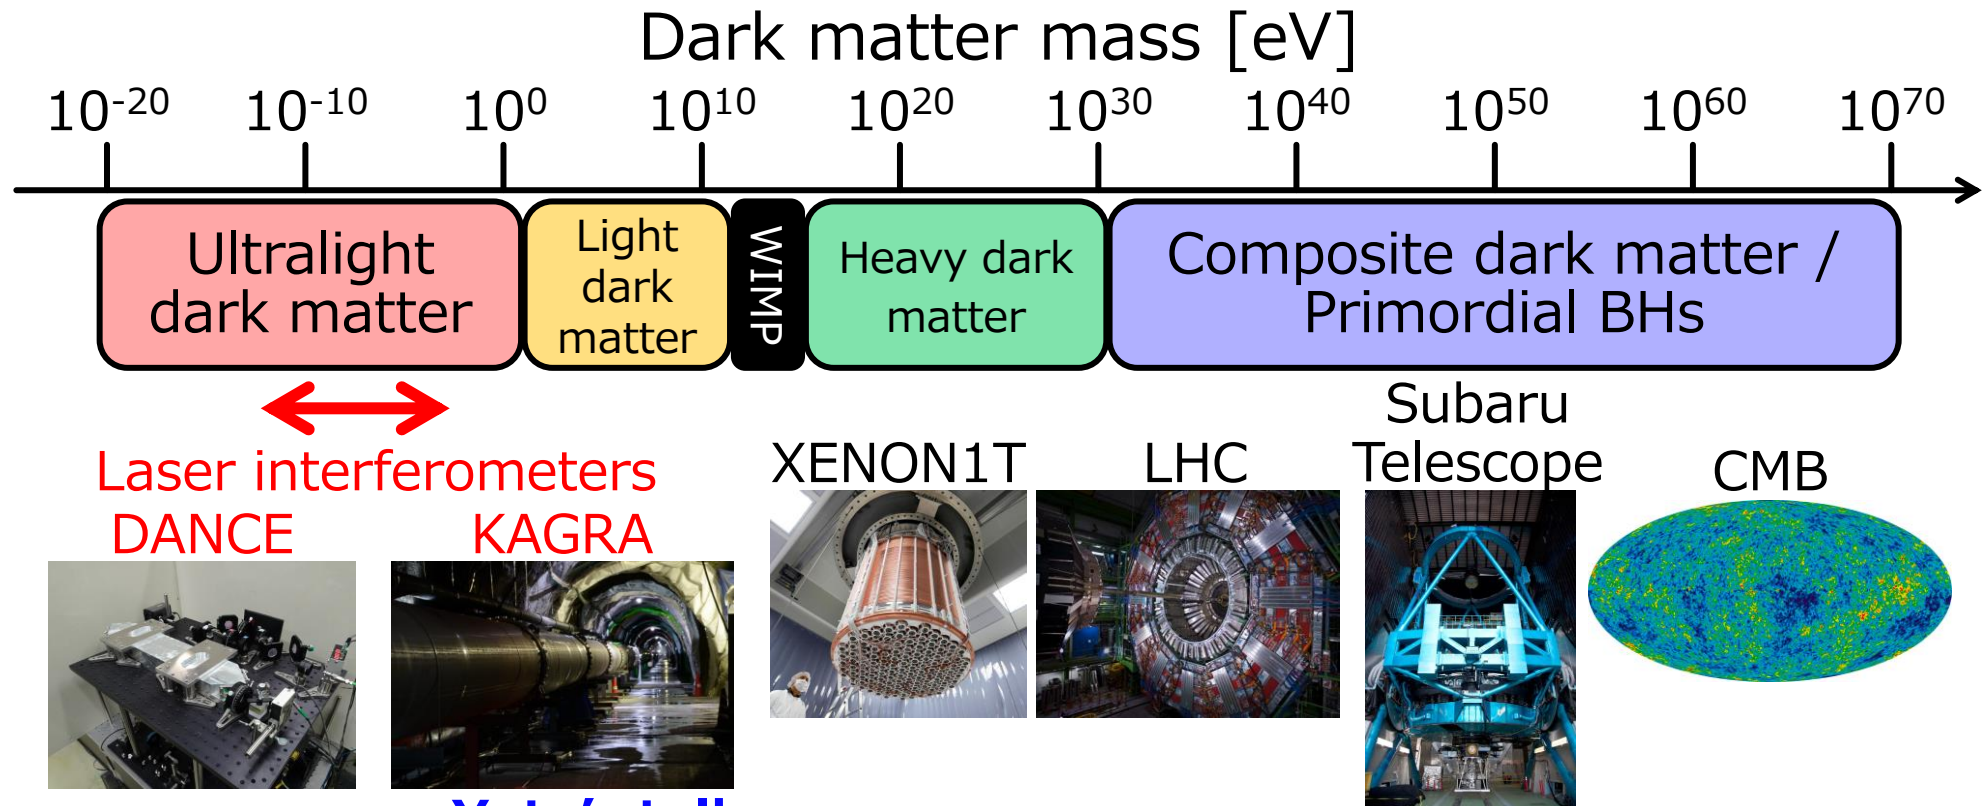 Dark matter mass [eV]
10-20 10-10 100 1010 1020 1030 1040 1050 1060 1070
Ultralight
dark matter
Light
dark
matter
WIMP
Heavy dark
matter
Composite dark matter /
Primordial BHs
Laser interferometers
DANCE
KAGRA
XENON1T
LHC
Subaru
Telescope
CMB